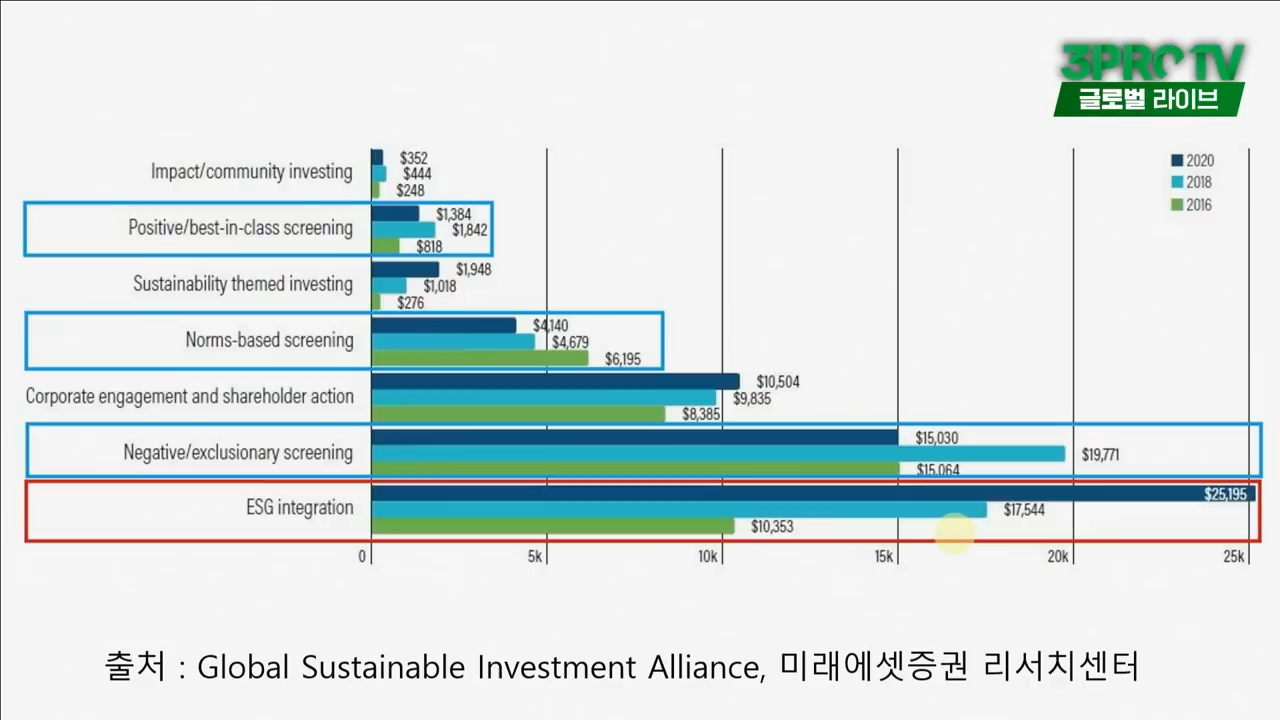 3PROTV
글로벌 라이브
2020
2018
2016
Impact/community investing
$352
$444
$248
Positive/best-in-class screening
$1,384
$1,842
$818
Sustainability themed investing
$1,948
$1,018
$276
Norms-based screening
$4,140
$4,679
$6,195
Corporate engagement and shareholder action
$10,504
$9,835
$8,385
Negative/exclusionary screening
$15,030
$19,771
$15,064
ESG integration
$25,195
$17,544
$10,353
0 5k 10k 15k 20k 25k
출처 : Global Sustainable Investment Alliance, 미래에셋증권 리서치센터